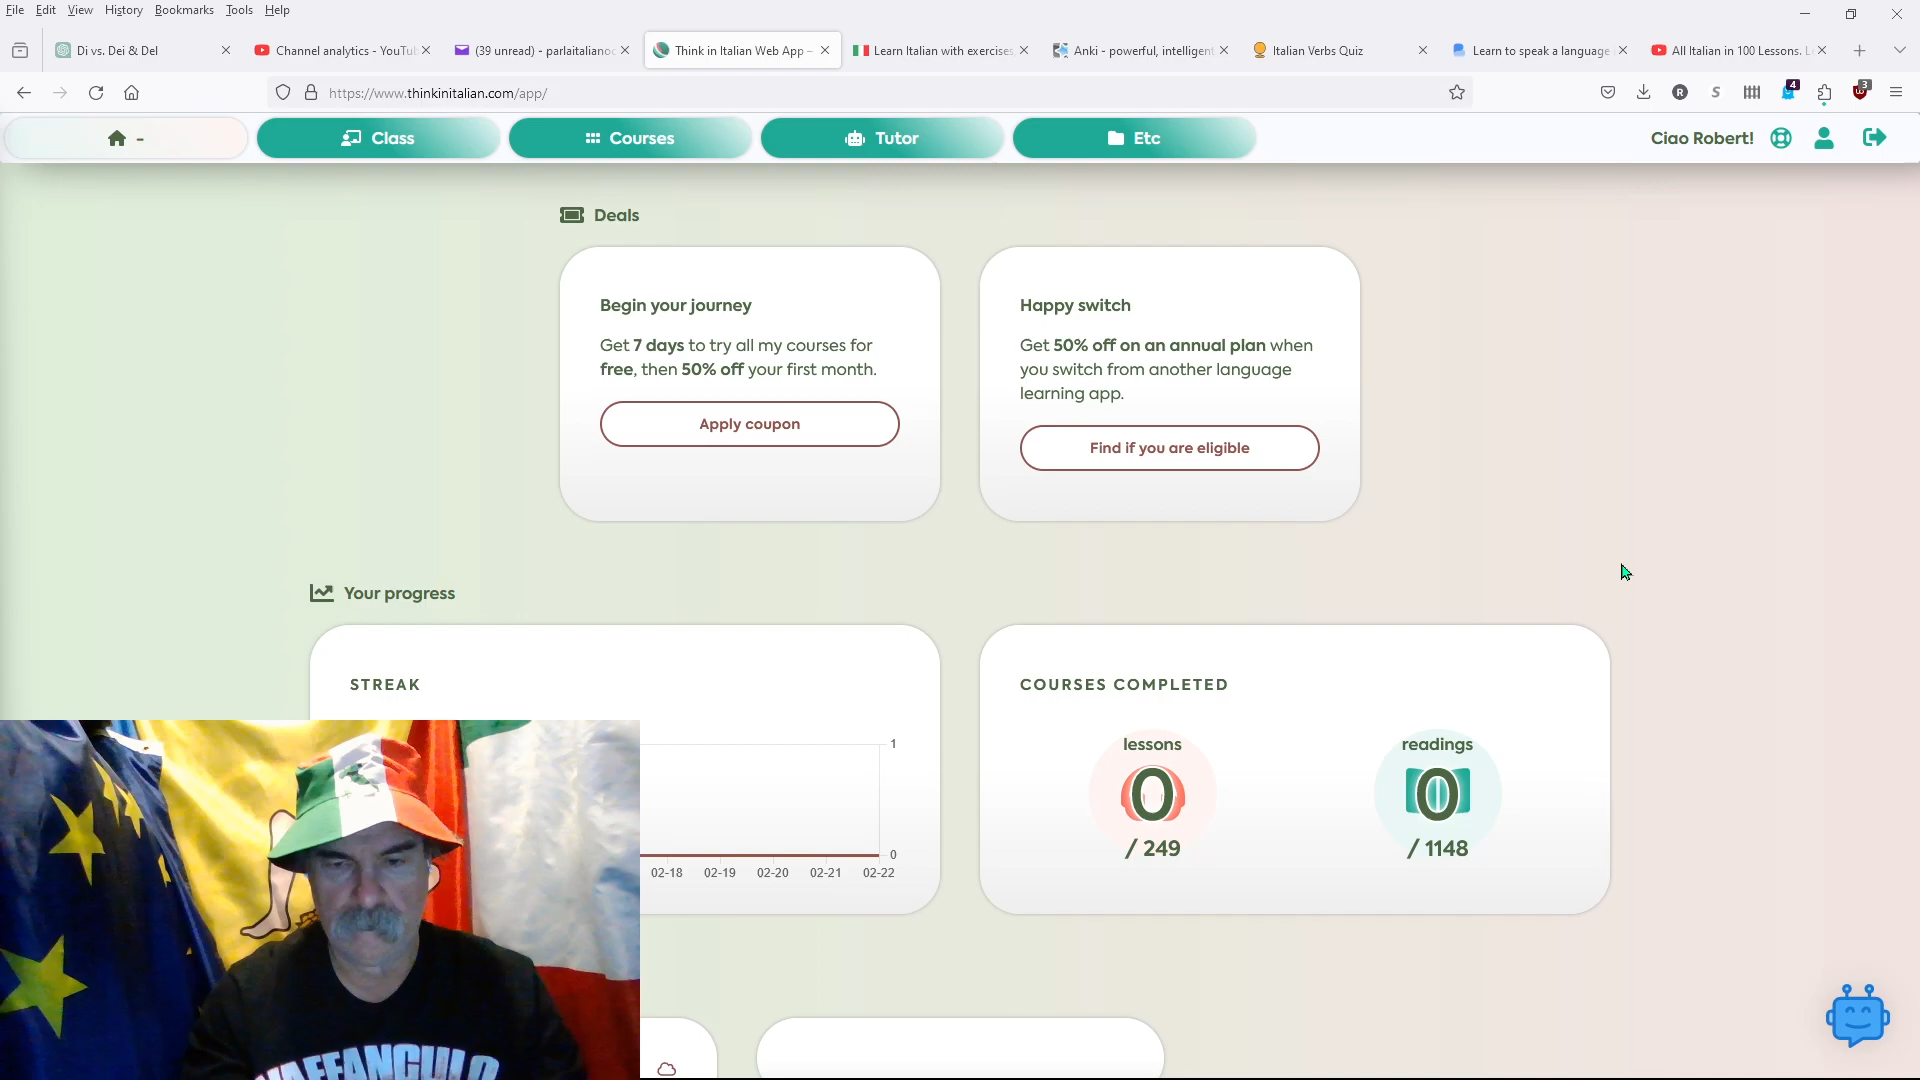 File Edit View History Bookmarks Tools Help
Di vs. Dei & Del
Channel analytics - YouTu
(39 unread) - parlaitaliano
Think in Italian Web App –
Learn Italian with exercises,
Anki - powerful, intelligent
Italian Verbs Quiz
Learn to speak a language
All Italian in 100 Lessons.
https://www.thinkinitalian.com/app/
R
S
4
3
-
Class
Courses
Tutor
Etc
Ciao Robert!
Deals
Begin your journey
Get 7 days to try all my courses for
free, then 50% off your first month.
Apply coupon
Happy switch
Get 50% off on an annual plan when
you switch from another language
learning app.
Find if you are eligible
Your progress
STREAK
1
0
02-18 02-19 02-20 02-21 02-22
COURSES COMPLETED
lessons
0
/ 249
readings
0
/ 1148
VAFFANCULO